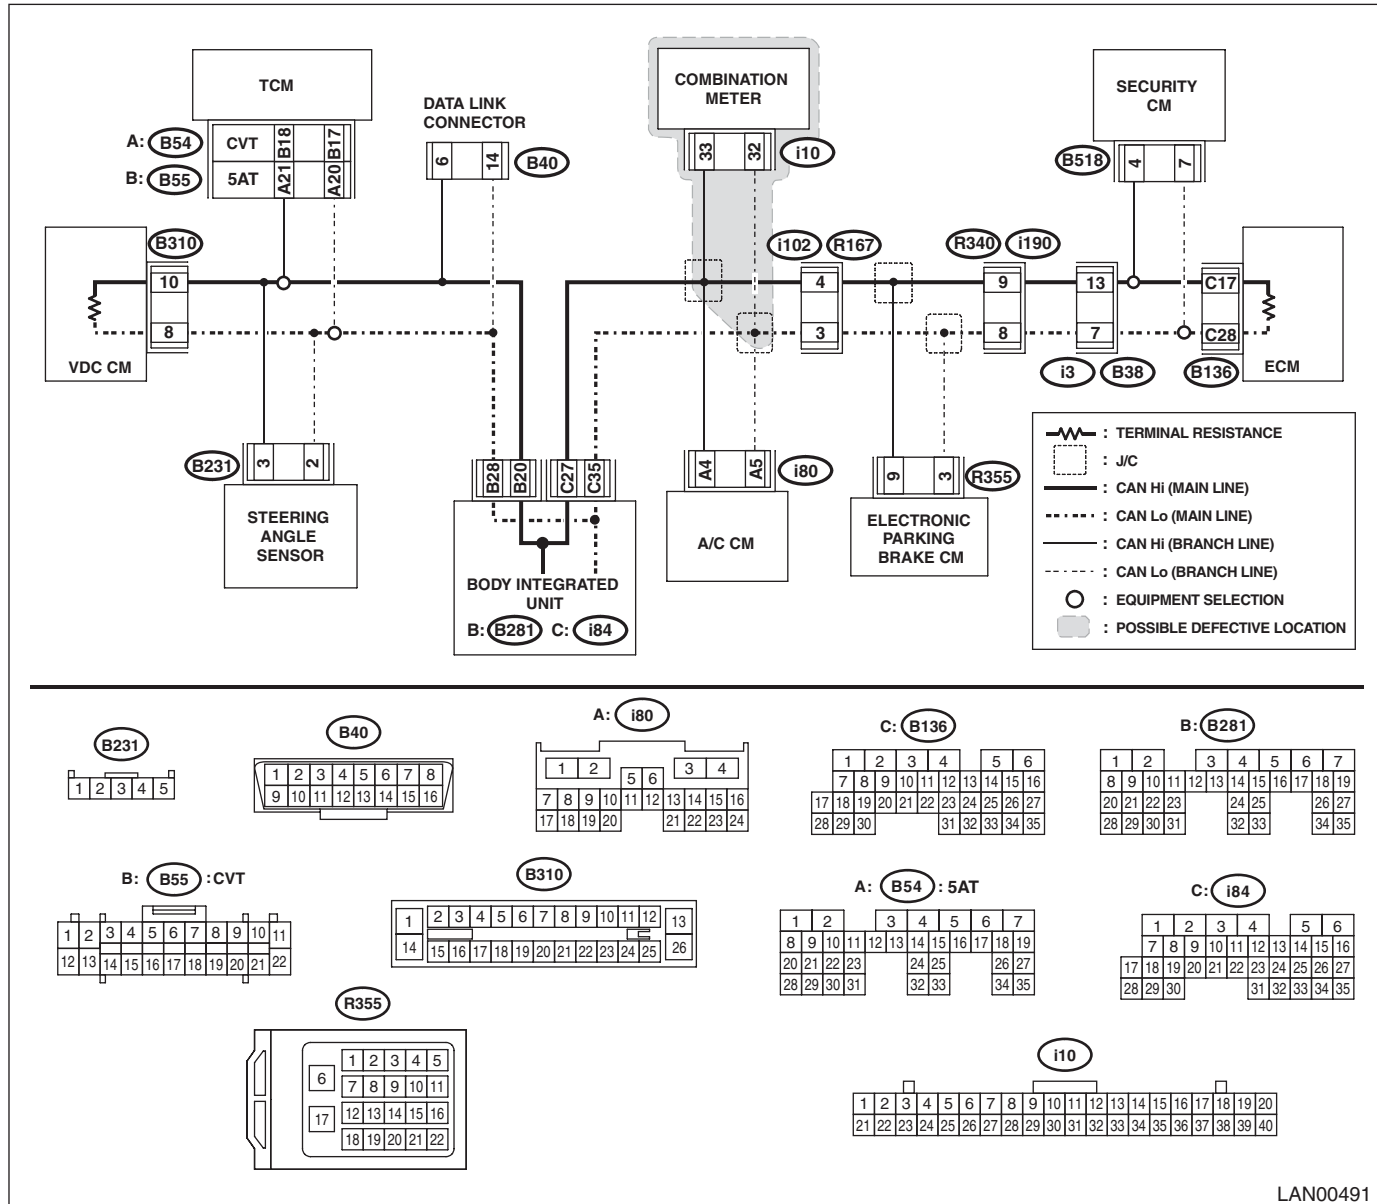 TCM
COMBINATION
METER
SECURITY
CM
DATA LINK
CONNECTOR
A: B54 CVT B18 B17
B: B55 5AT A21 A20
6 14 B40
33 32 i10
B518 4 7
B310
i102 R167
R340 i190
10
4
9
13
C17
8
3
8
7
C28
VDC CM
i3 B38
B136
ECM
B231 3 2
B28 B20 C27 C35
A4 A5 i80
9 3 R355
STEERING
ANGLE
SENSOR
BODY INTEGRATED
UNIT
B: B281 C: i84
A/C CM
ELECTRONIC
PARKING
BRAKE CM
: TERMINAL RESISTANCE
: J/C
: CAN Hi (MAIN LINE)
: CAN Lo (MAIN LINE)
: CAN Hi (BRANCH LINE)
: CAN Lo (BRANCH LINE)
: EQUIPMENT SELECTION
: POSSIBLE DEFECTIVE LOCATION
B231
1 2 3 4 5
B40
1 2 3 4 5 6 7 8
9 10 11 12 13 14 15 16
A: i80
1 2 3 4
5 6
7 8 9 10 11 12 13 14 15 16
17 18 19 20 21 22 23 24
C: B136
1 2 3 4 5 6
7 8 9 10 11 12 13 14 15 16
17 18 19 20 21 22 23 24 25 26 27
28 29 30 31 32 33 34 35
B: B281
1 2 3 4 5 6 7
8 9 10 11 12 13 14 15 16 17 18 19
20 21 22 23 24 25 26 27
28 29 30 31 32 33 34 35
B: B55 :CVT
1 2 3 4 5 6 7 8 9 10 11
12 13 14 15 16 17 18 19 20 21 22
B310
1 2 3 4 5 6 7 8 9 10 11 12 13
14 15 16 17 18 19 20 21 22 23 24 25 26
A: B54 : 5AT
1 2 3 4 5 6 7
8 9 10 11 12 13 14 15 16 17 18 19
20 21 22 23 24 25 26 27
28 29 30 31 32 33 34 35
C: i84
1 2 3 4 5 6
7 8 9 10 11 12 13 14 15 16
17 18 19 20 21 22 23 24 25 26 27
28 29 30 31 32 33 34 35
R355
1 2 3 4 5
6
7 8 9 10 11
12 13 14 15 16
17
18 19 20 21 22
i10
1 2 3 4 5 6 7 8 9 10 11 12 13 14 15 16 17 18 19 20
21 22 23 24 25 26 27 28 29 30 31 32 33 34 35 36 37 38 39 40
LAN00491